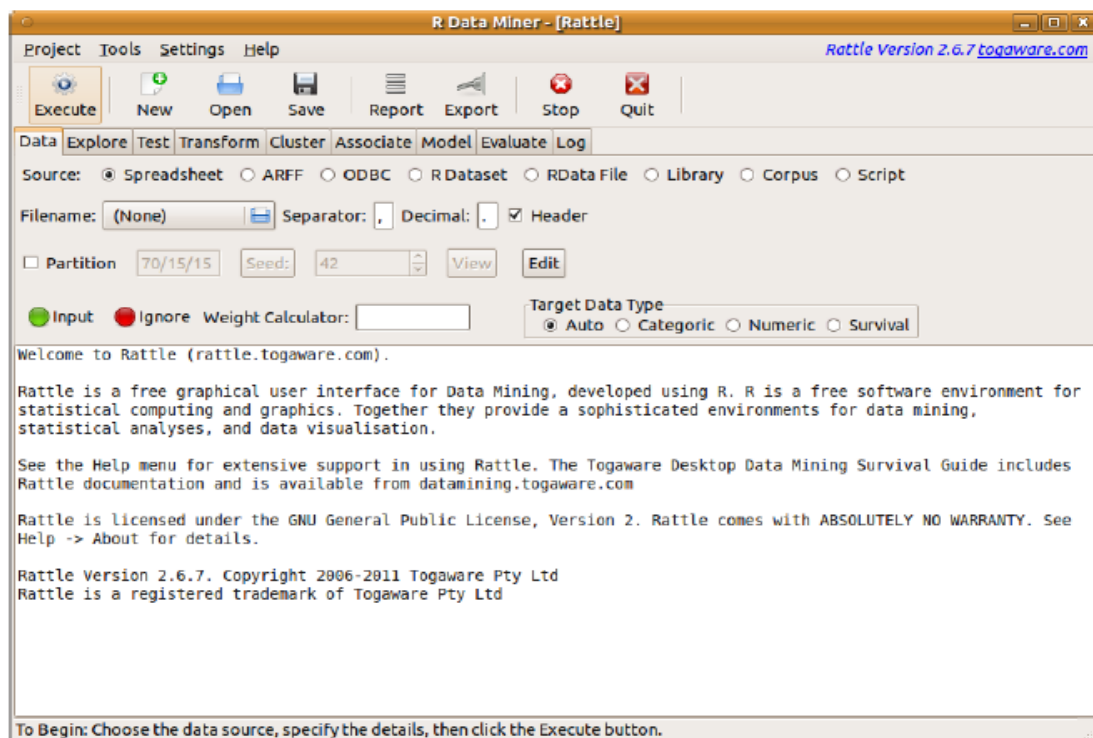 R Data Miner - [Rattle]
Project Tools Settings Help Rattle Version 2.6.7 togaware.com
Execute New Open Save Report Export Stop Quit
Data Explore Test Transform Cluster Associate Model Evaluate Log
Source: Spreadsheet ARFF ODBC R Dataset RData File Library Corpus Script
Filename: (None) Separator: , Decimal: . Header
Partition 70/15/15 Seed: 42 View Edit
Target Data Type
Input Ignore Weight Calculator: Auto Categoric Numeric Survival
Welcome to Rattle (rattle.togaware.com).
Rattle is a free graphical user interface for Data Mining, developed using R. R is a free software environment for
statistical computing and graphics. Together they provide a sophisticated environments for data mining,
statistical analyses, and data visualisation.
See the Help menu for extensive support in using Rattle. The Togaware Desktop Data Mining Survival Guide includes
Rattle documentation and is available from datamining.togaware.com
Rattle is licensed under the GNU General Public License, Version 2. Rattle comes with ABSOLUTELY NO WARRANTY. See
Help -> About for details.
Rattle Version 2.6.7. Copyright 2006-2011 Togaware Pty Ltd
Rattle is a registered trademark of Togaware Pty Ltd
To Begin: Choose the data source, specify the details, then click the Execute button.